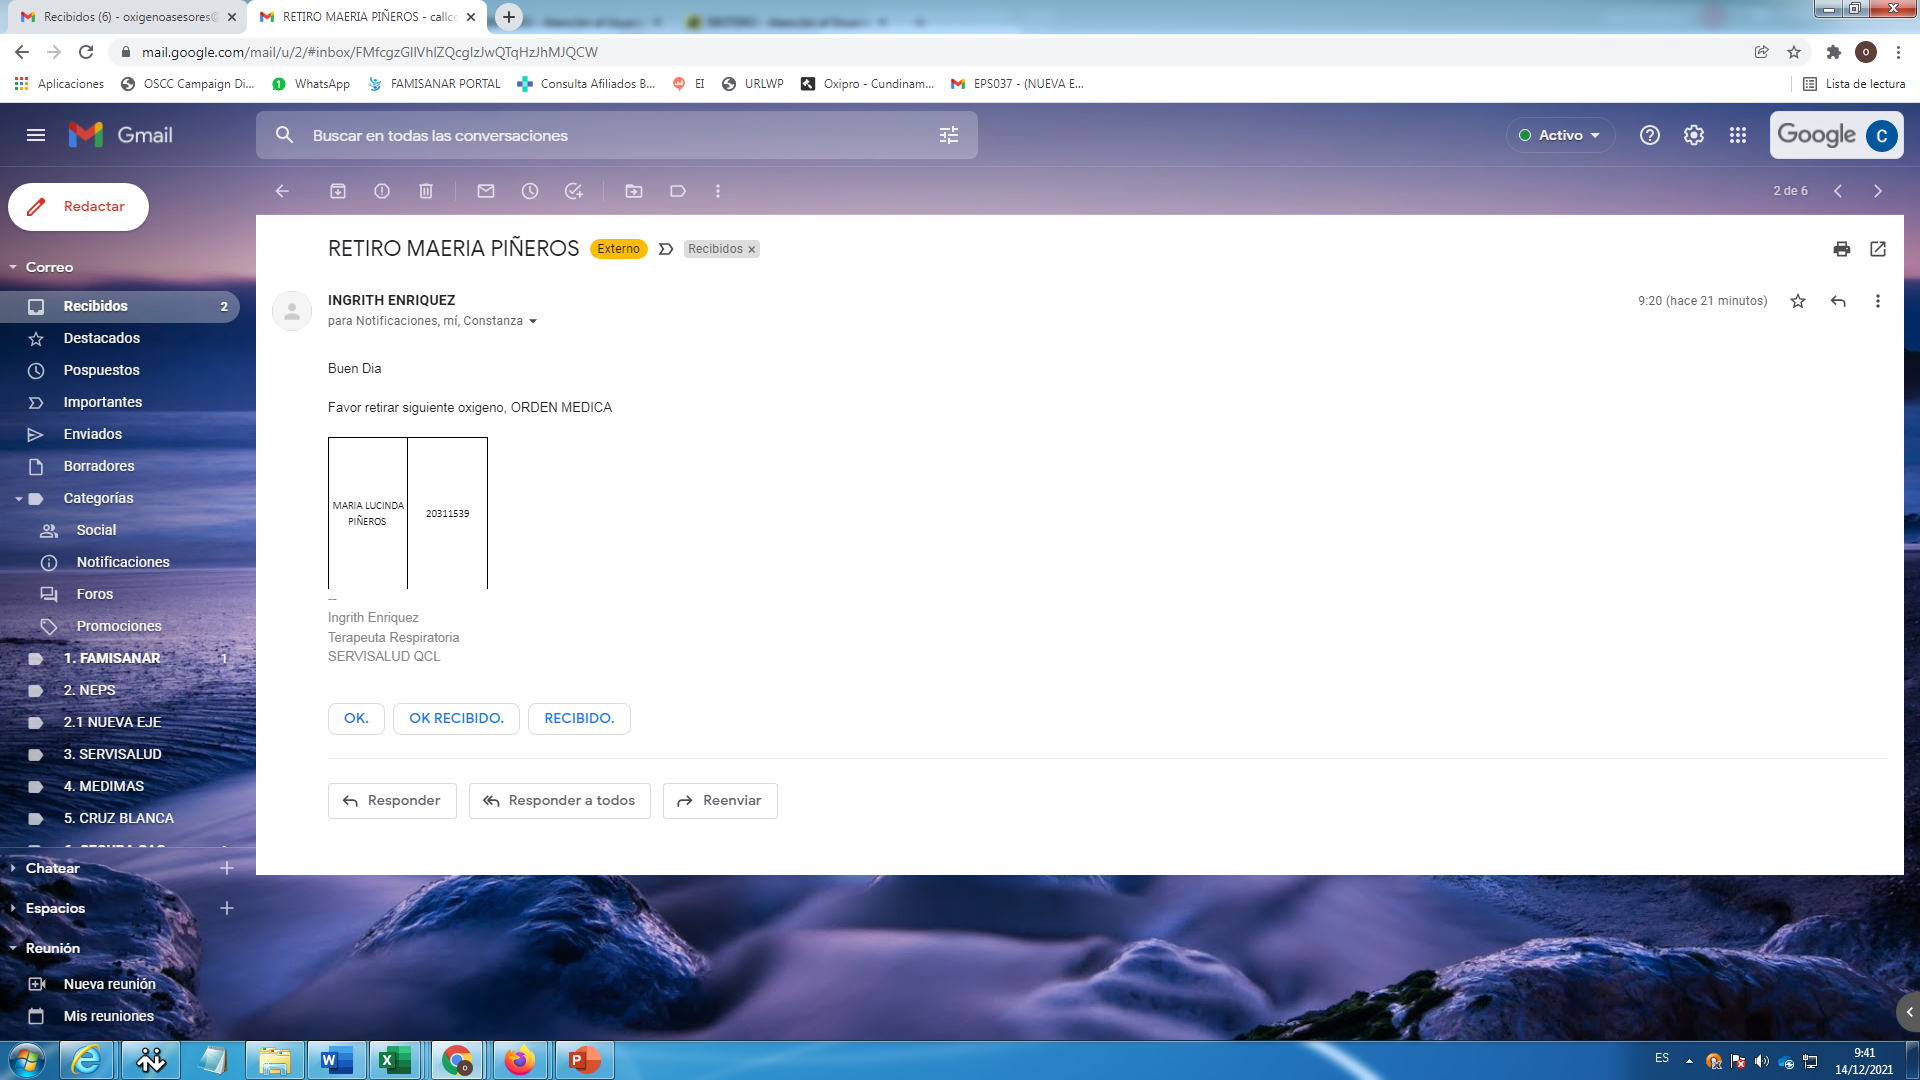 Recibidos (6) - oxigenoasesores@
RETIRO MAERIA PIÑEROS - callce
mail.google.com/mail/u/2/#inbox/FMfcgzGllVhlZQcglzJwQTqHzJhMJQCW
O
Aplicaciones
OSCC Campaign Di...
WhatsApp
FAMISANAR PORTAL
Consulta Afiliados B...
EI
URLWP
Oxipro - Cundinam...
EPS037 - (NUEVA E...
Lista de lectura
Gmail
Buscar en todas las conversaciones
Activo
Google
C
Redactar
2 de 6
Correo
Recibidos 2
Destacados
Pospuestos
Importantes
Enviados
Borradores
Categorías
Social
Notificaciones
Foros
Promociones
1. FAMISANAR 1
2. NEPS
2.1 NUEVA EJE
3. SERVISALUD
4. MEDIMAS
5. CRUZ BLANCA
Chatear
Espacios
Reunión
Nueva reunión
Mis reuniones
RETIRO MAERIA PIÑEROS
Externo
Recibidos x
INGRITH ENRIQUEZ
9:20 (hace 21 minutos)
para Notificaciones, mí, Constanza
Buen Dia
Favor retirar siguiente oxigeno, ORDEN MEDICA
MARIA LUCINDA
PIÑEROS
20311539
--
Ingrith Enriquez
Terapeuta Respiratoria
SERVISALUD QCL
OK.
OK RECIBIDO.
RECIBIDO.
Responder
Responder a todos
Reenviar
ES
9:41
14/12/2021